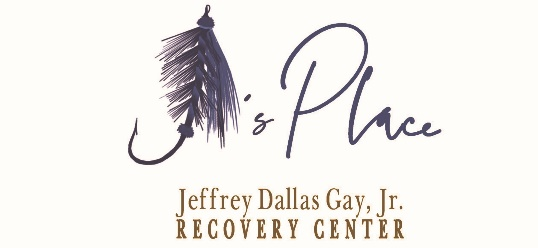 J's Place
Jeffrey Dallas Gay, Jr.
RECOVERY CENTER